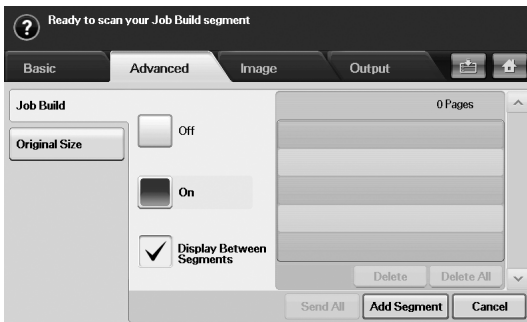 Ready to scan your Job Build segment
Basic
Advanced
Image
Output
Job Build
Original Size
Off
On
Display Between
Segments
0 Pages
Delete
Delete All
Send All
Add Segment
Cancel